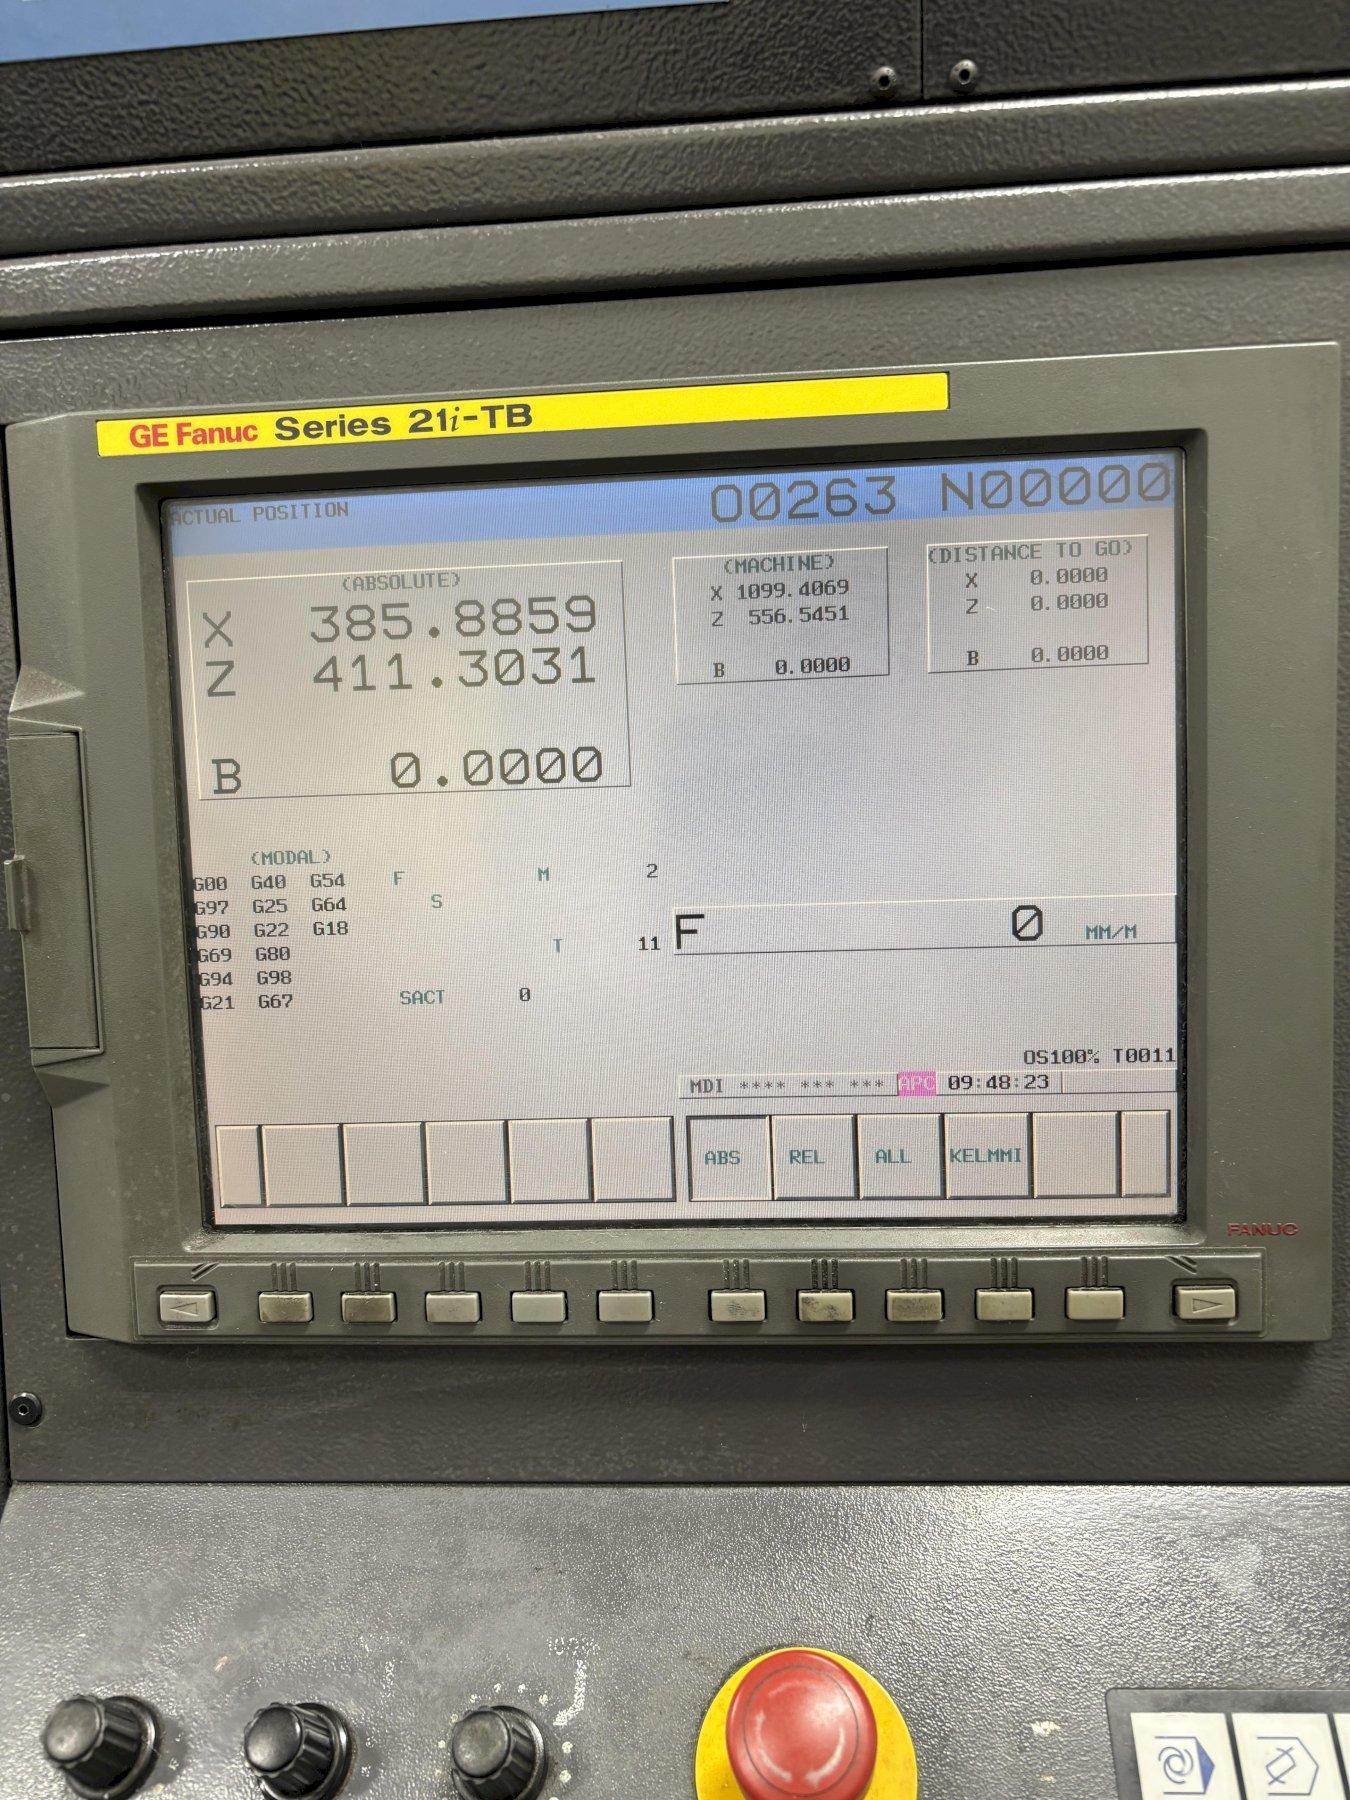 GE Fanuc Series 21i-TB
ACTUAL POSITION O0263 N00000
(ABSOLUTE)
X 385.8859
Z 411.3031
B 0.0000
(MACHINE)
X 1099.4069
Z 556.5451
B 0.0000
(DISTANCE TO GO)
X 0.0000
Z 0.0000
B 0.0000
(MODAL)
G00 G40 G54 F M 2
G97 G25 G64 S
G90 G22 G18
G69 G80 T 11
G94 G98
G21 G67 SACT 0
F 0 MM/M
OS100% T0011
MDI **** *** *** APC 09:48:23
ABS REL ALL KELMMI
FANUC